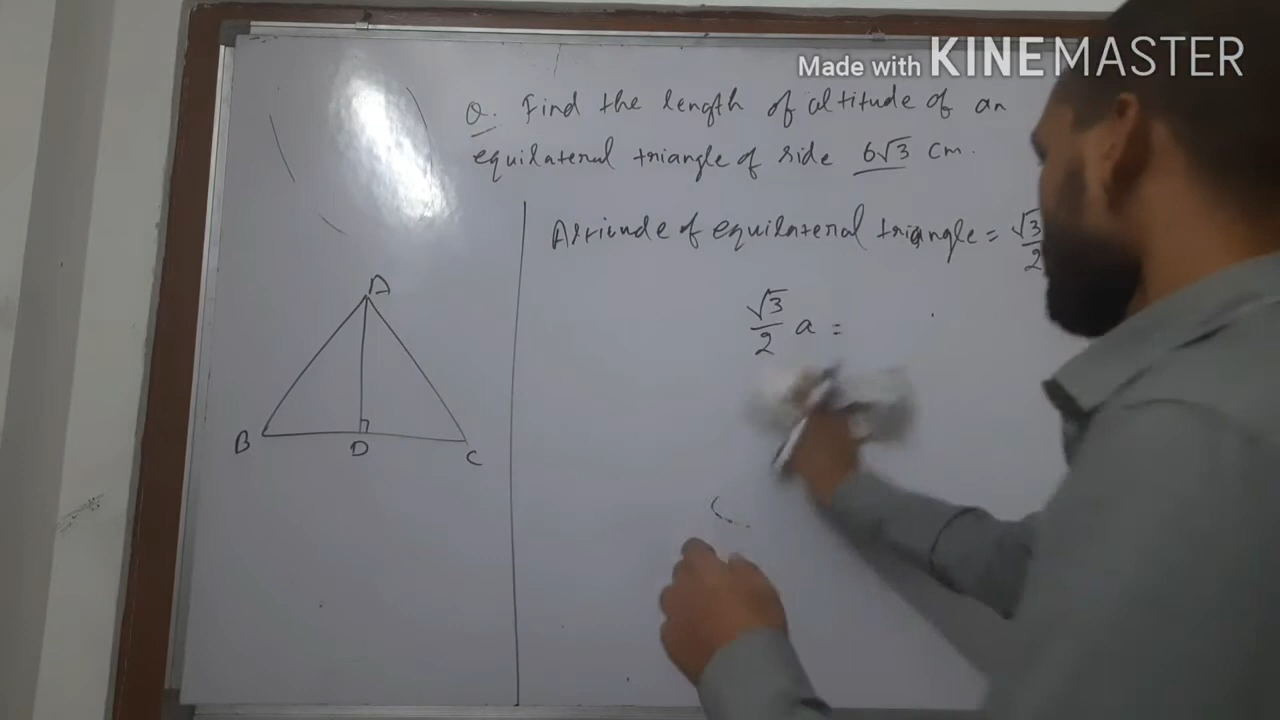 Made with KINEMASTER
Q. Find the length of altitude of an
equilateral triangle of side 6√3 cm.
of equilateral triangle = √3/2
√3/2 a =
A
B
D
C